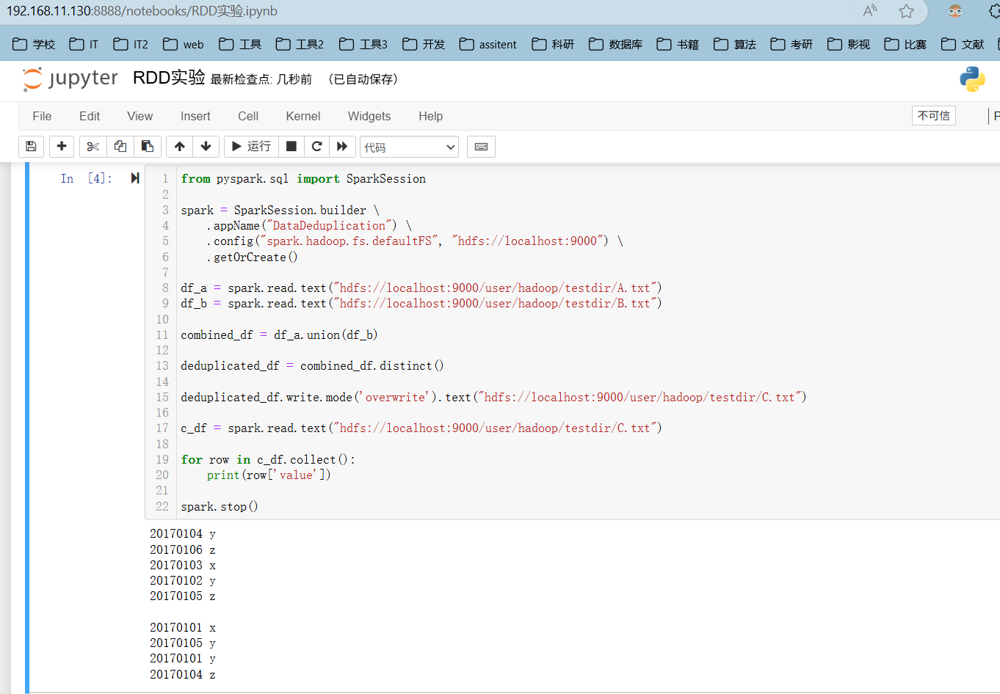 192.168.11.130:8888/notebooks/RDD实验.ipynb
学校 IT IT2 web 工具 工具2 工具3 开发 assitent 科研 数据库 书籍 算法 考研 影视 比赛 文献
jupyter RDD实验 最新检查点: 几秒前 （已自动保存）
File Edit View Insert Cell Kernel Widgets Help 不可信
运行 代码
In [4]:
1 from pyspark.sql import SparkSession
2
3 spark = SparkSession.builder \
4 .appName("DataDeduplication") \
5 .config("spark.hadoop.fs.defaultFS", "hdfs://localhost:9000") \
6 .getOrCreate()
7
8 df_a = spark.read.text("hdfs://localhost:9000/user/hadoop/testdir/A.txt")
9 df_b = spark.read.text("hdfs://localhost:9000/user/hadoop/testdir/B.txt")
10
11 combined_df = df_a.union(df_b)
12
13 deduplicated_df = combined_df.distinct()
14
15 deduplicated_df.write.mode('overwrite').text("hdfs://localhost:9000/user/hadoop/testdir/C.txt")
16
17 c_df = spark.read.text("hdfs://localhost:9000/user/hadoop/testdir/C.txt")
18
19 for row in c_df.collect():
20 print(row['value'])
21
22 spark.stop()
20170104 y
20170106 z
20170103 x
20170102 y
20170105 z
20170101 x
20170105 y
20170101 y
20170104 z